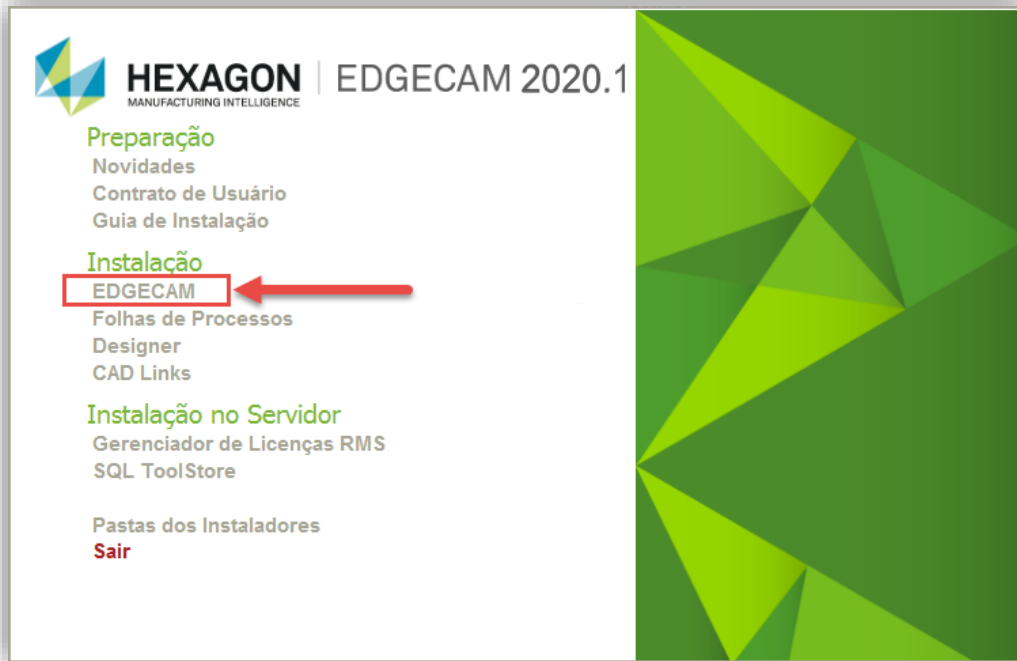 HEXAGON | EDGECAM 2020.1
MANUFACTURING INTELLIGENCE
Preparação
Novidades
Contrato de Usuário
Guia de Instalação
Instalação
EDGECAM
Folhas de Processos
Designer
CAD Links
Instalação no Servidor
Gerenciador de Licenças RMS
SQL ToolStore
Pastas dos Instaladores
Sair